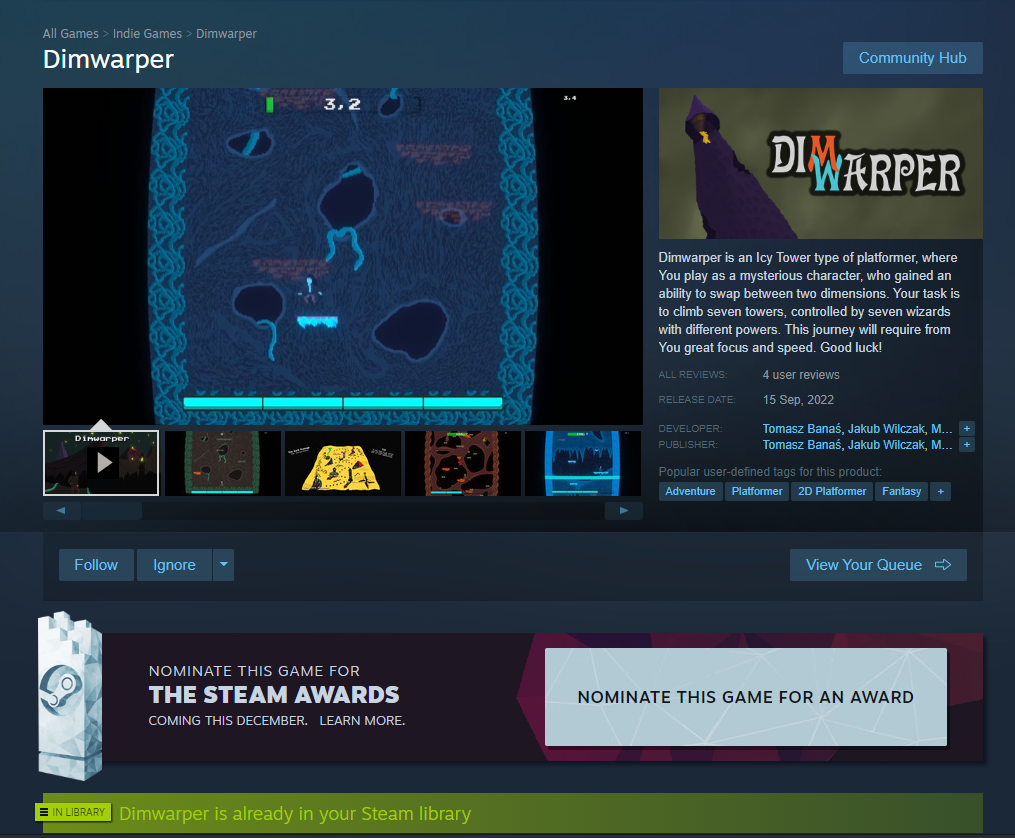 All Games > Indie Games > Dimwarper
Dimwarper
Community Hub
3,2
3,4
DIMWARPER
Dimwarper is an Icy Tower type of platformer, where
You play as a mysterious character, who gained an
ability to swap between two dimensions. Your task is
to climb seven towers, controlled by seven wizards
with different powers. This journey will require from
You great focus and speed. Good luck!
ALL REVIEWS: 4 user reviews
RELEASE DATE: 15 Sep, 2022
DEVELOPER: Tomasz Banaś, Jakub Wilczak, M... +
PUBLISHER: Tomasz Banaś, Jakub Wilczak, M... +
Popular user-defined tags for this product:
Adventure Platformer 2D Platformer Fantasy +
Dimwarper
Follow Ignore View Your Queue
NOMINATE THIS GAME FOR
THE STEAM AWARDS
COMING THIS DECEMBER. LEARN MORE.
NOMINATE THIS GAME FOR AN AWARD
IN LIBRARY Dimwarper is already in your Steam library